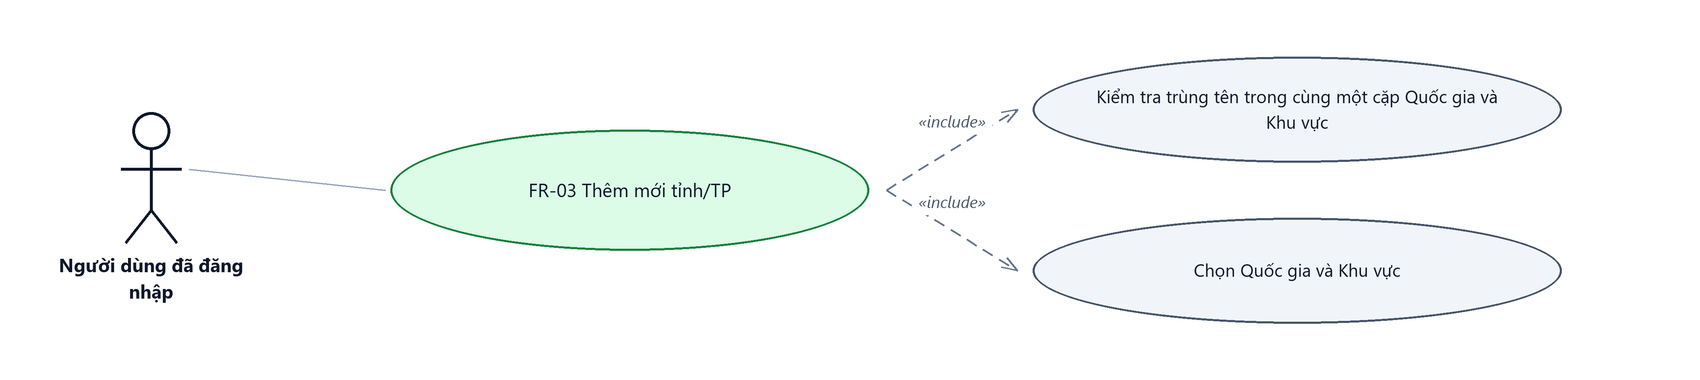 Người dùng đã đăng
nhập
FR-03 Thêm mới tỉnh/TP
«include»
«include»
Kiểm tra trùng tên trong cùng một cặp Quốc gia và
Khu vực
Chọn Quốc gia và Khu vực